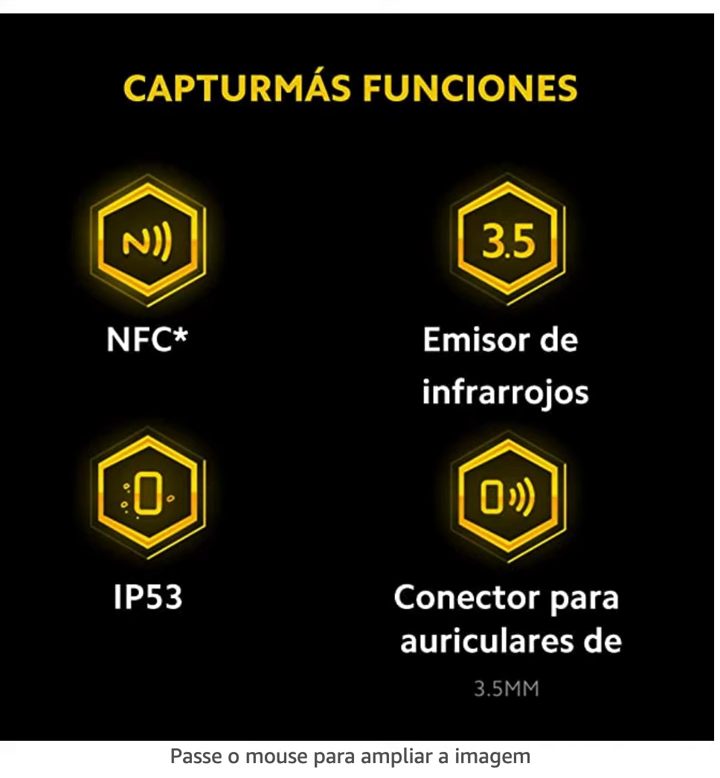 CAPTURMÁS FUNCIONES
NFC*
3.5
Emisor de
infrarrojos
IP53
Conector para
auriculares de
3.5MM
Passe o mouse para ampliar a imagem